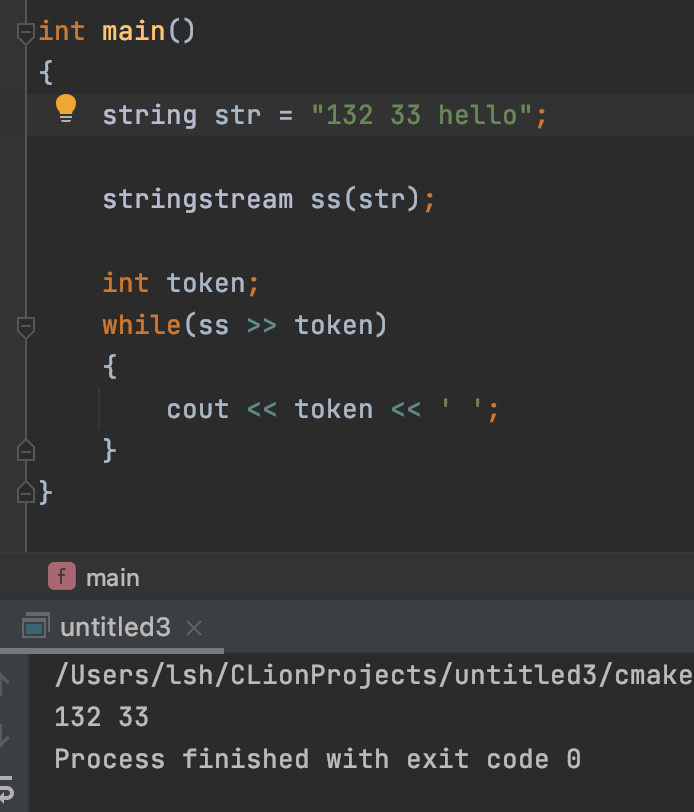 int main()
{
string str = "132 33 hello";
stringstream ss(str);
int token;
while(ss >> token)
{
cout << token << ' ';
}
}
f main
untitled3
/Users/lsh/CLionProjects/untitled3/cmake
132 33
Process finished with exit code 0